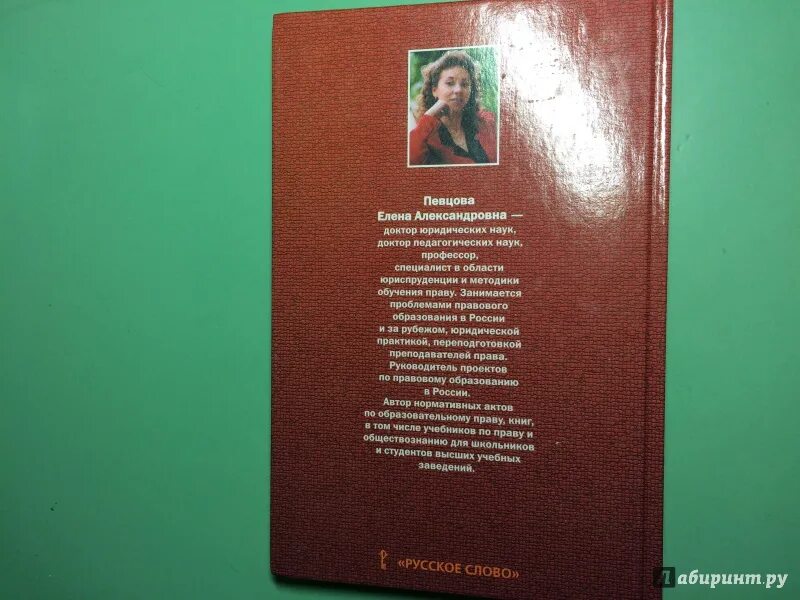 Певцова
Елена Александровна —
доктор юридических наук,
доктор педагогических наук,
профессор,
специалист в области
юриспруденции и методики
обучения праву. Занимается
проблемами правового
образования в России
и за рубежом, юридической
практикой, переподготовкой
преподавателей права.
Руководитель проектов
по правовому образованию
в России.
Автор нормативных актов
по образовательному праву, книг,
в том числе учебников по праву и
обществознанию для школьников
и студентов высших учебных
заведений.
«РУССКОЕ СЛОВО»
Лабиринт.ру